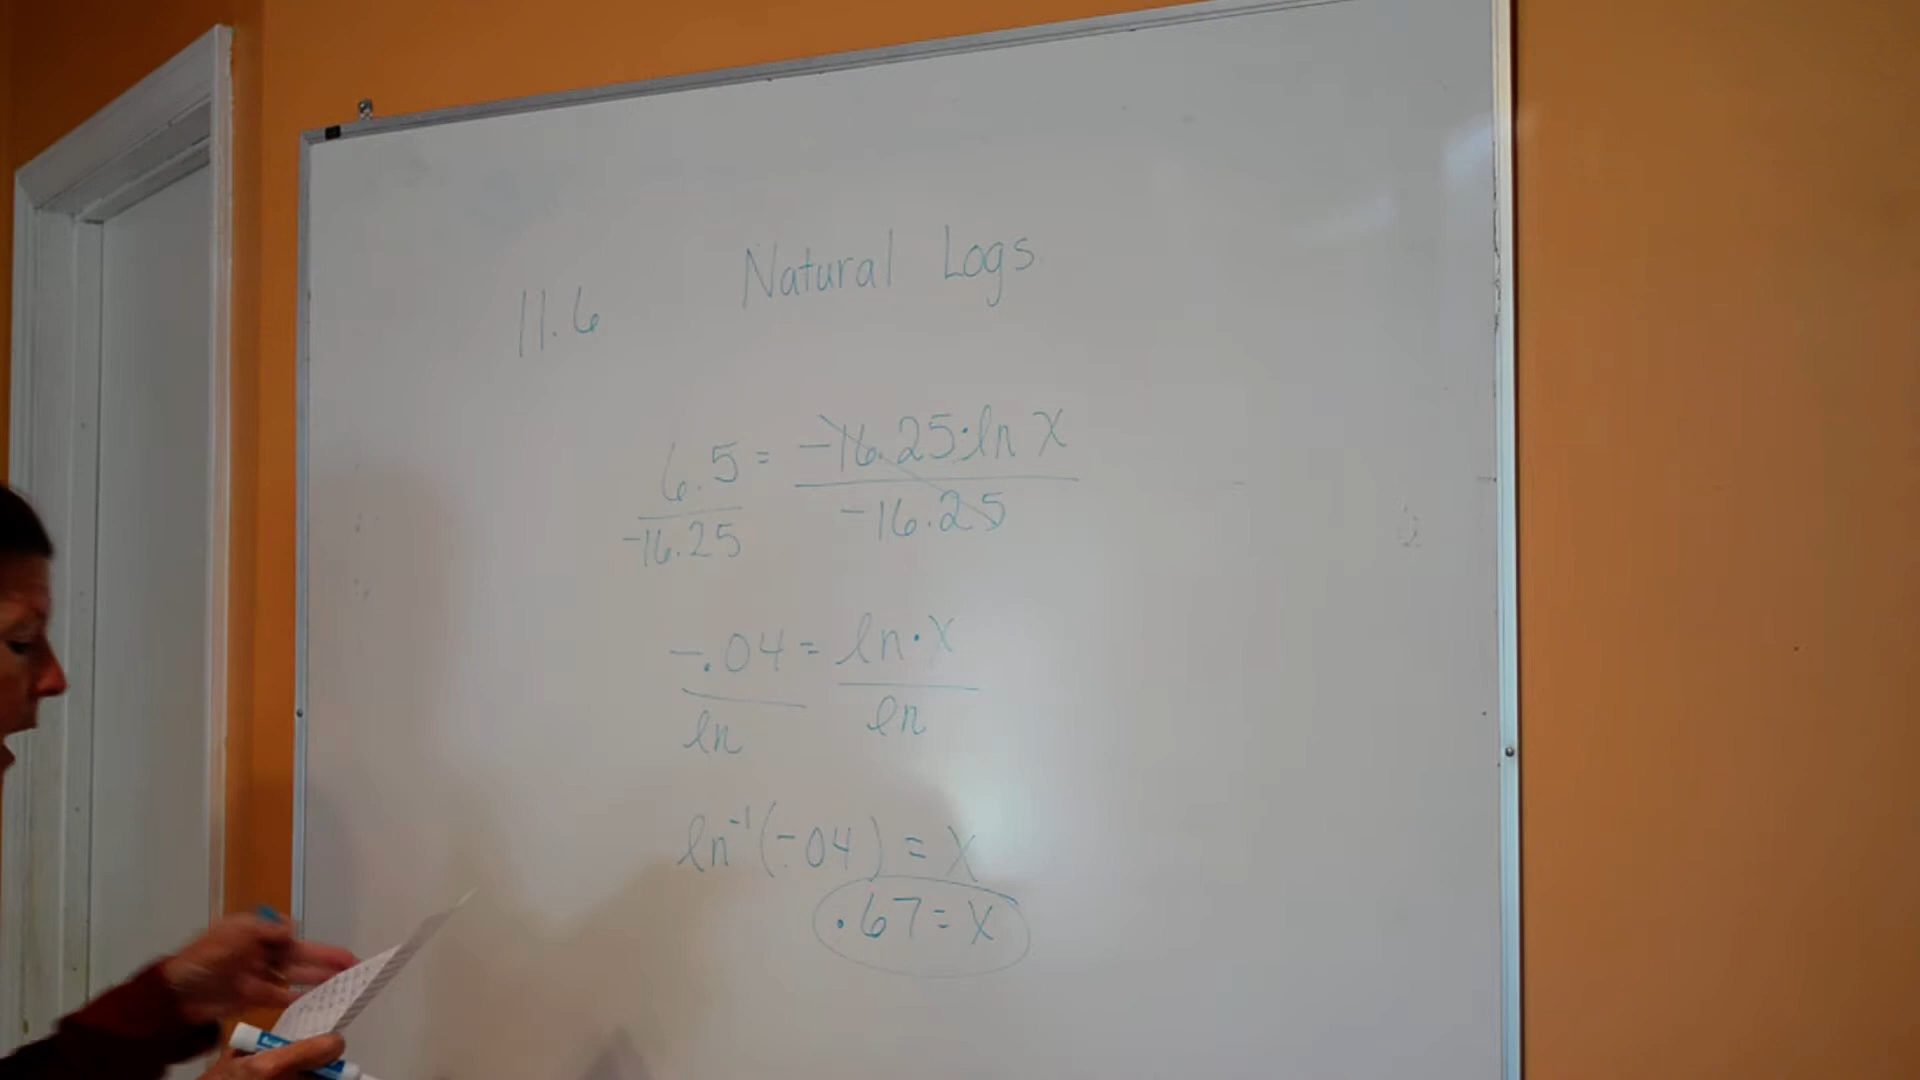 Natural Logs
11.6
6.5 = -16.25·ln x
-16.25 -16.25
-.04 = ln·x
ln ln
ln⁻¹(-.04) = x
.67 = x